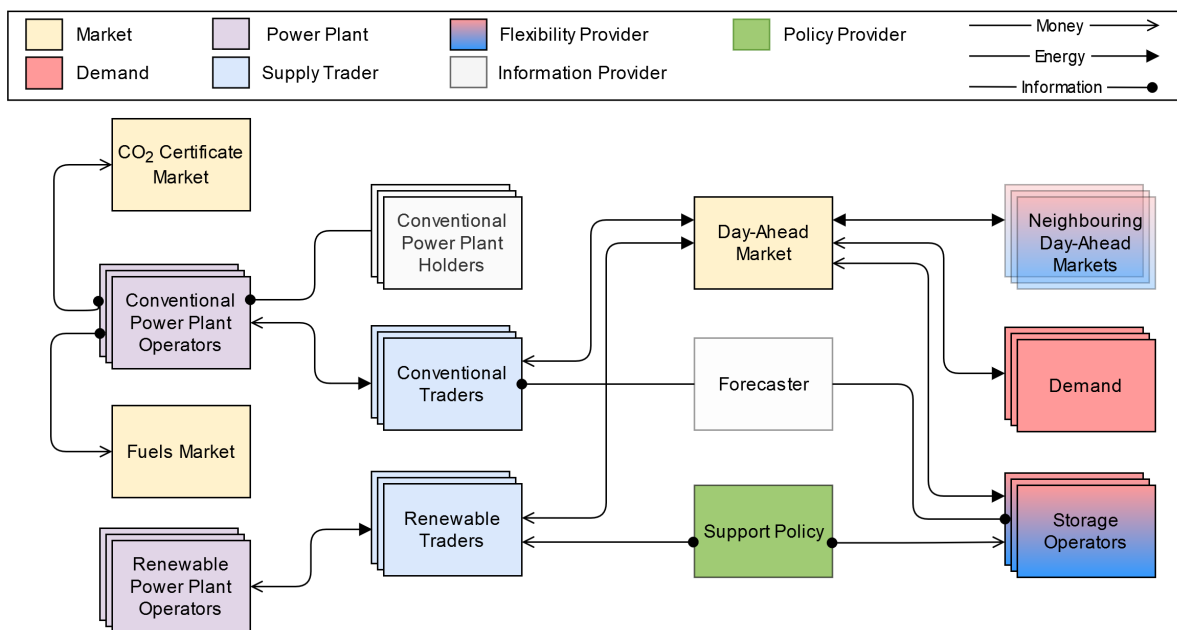 Market
Power Plant
Flexibility Provider
Policy Provider
Money
Energy
Demand
Supply Trader
Information Provider
Information
CO2 Certificate
Market
Conventional
Power Plant
Holders
Day-Ahead
Market
Neighbouring
Day-Ahead
Markets
Conventional
Power Plant
Operators
Conventional
Traders
Forecaster
Demand
Fuels Market
Renewable
Traders
Support Policy
Storage
Operators
Renewable
Power Plant
Operators